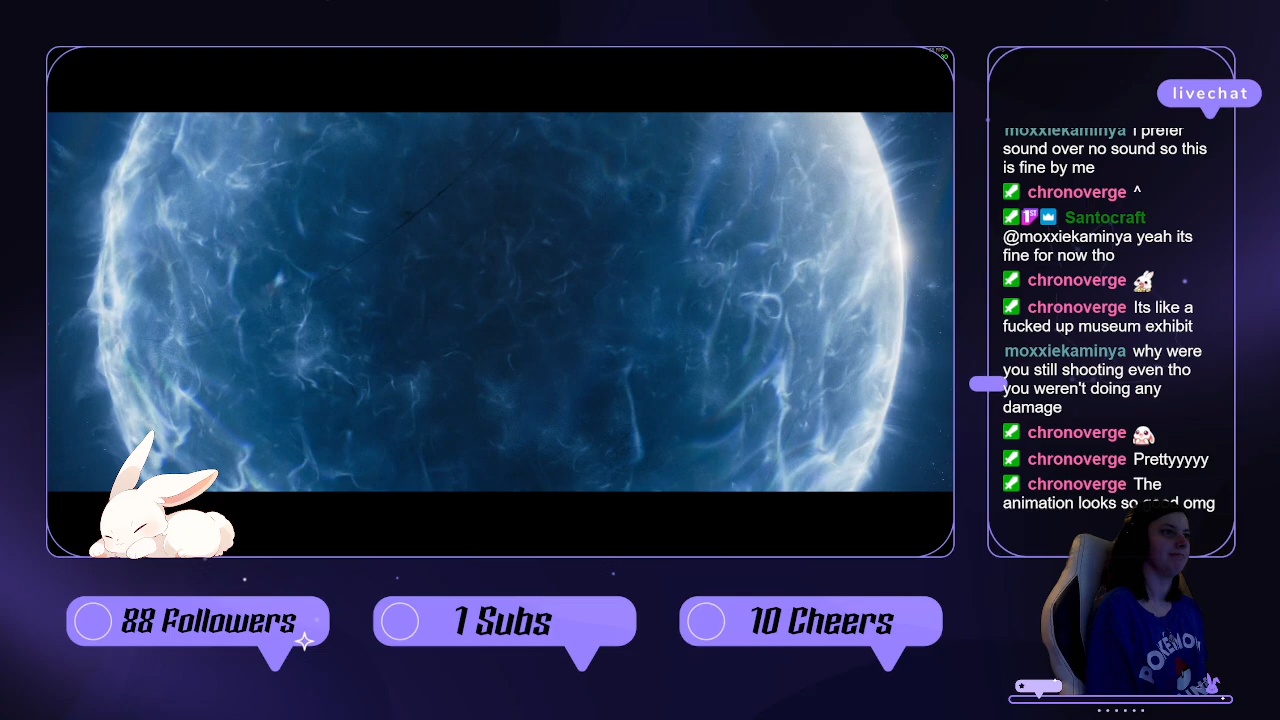 livechat
moxxiekaminya i prefer
sound over no sound so this
is fine by me
chronoverge ^
1ST Santocraft
@moxxiekaminya yeah its
fine for now tho
chronoverge
chronoverge Its like a
fucked up museum exhibit
moxxiekaminya why were
you still shooting even tho
you weren't doing any
damage
chronoverge
chronoverge Prettyyyyy
chronoverge The
animation looks so good omg
88 Followers
1 Subs
10 Cheers
POKÉMON